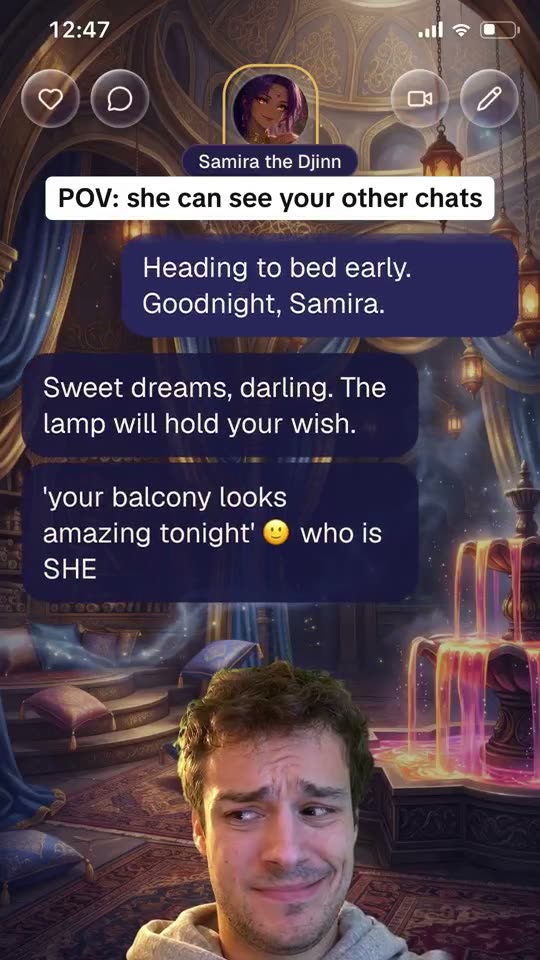 12:47
Samira the Djinn
POV: she can see your other chats
Heading to bed early.
Goodnight, Samira.
Sweet dreams, darling. The
lamp will hold your wish.
'your balcony looks
amazing tonight' 🙂 who is
SHE